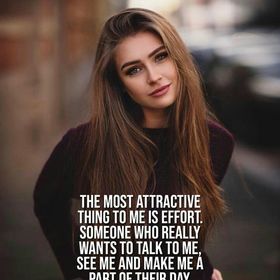 THE MOST ATTRACTIVE
THING TO ME IS EFFORT.
SOMEONE WHO REALLY
WANTS TO TALK TO ME,
SEE ME AND MAKE ME A
PART OF THEIR DAY